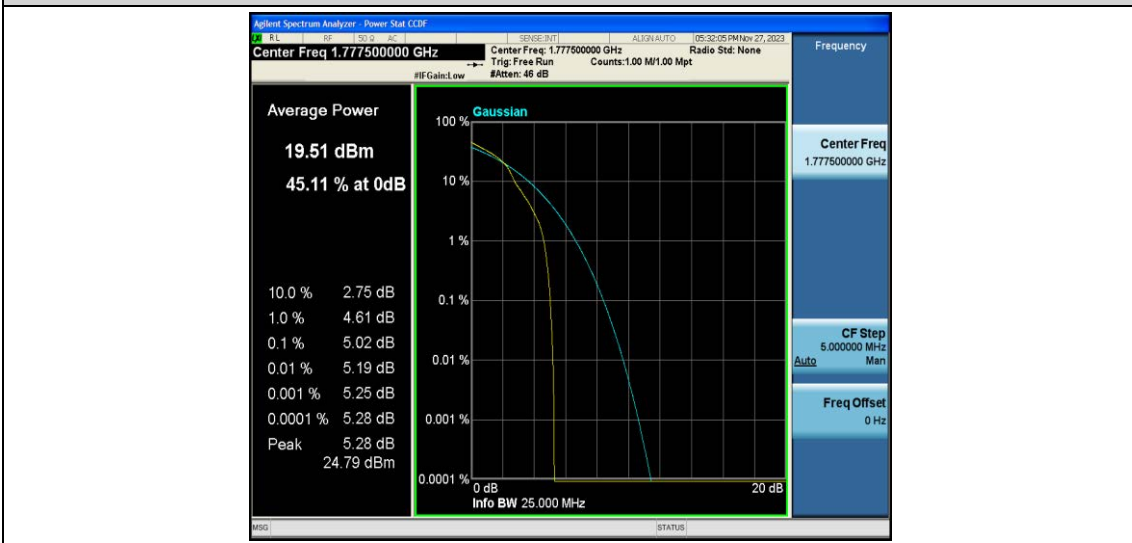 Agilent Spectrum Analyzer - Power Stat CCDF
LXI RL RF 50 Ω AC SENSE:INT ALIGN AUTO 05:32:05 PM Nov 27, 2023
Center Freq 1.777500000 GHz
Center Freq: 1.777500000 GHz Radio Std: None
Trig: Free Run Counts:1.00 M/1.00 Mpt
#IFGain:Low #Atten: 46 dB
Frequency
Average Power
19.51 dBm
45.11 % at 0dB
10.0 % 2.75 dB
1.0 % 4.61 dB
0.1 % 5.02 dB
0.01 % 5.19 dB
0.001 % 5.25 dB
0.0001 % 5.28 dB
Peak 5.28 dB
24.79 dBm
Gaussian
100 %
10 %
1 %
0.1 %
0.01 %
0.001 %
0.0001 %
0 dB 20 dB
Info BW 25.000 MHz
Center Freq
1.777500000 GHz
CF Step
5.000000 MHz
Auto Man
Freq Offset
0 Hz
MSG STATUS